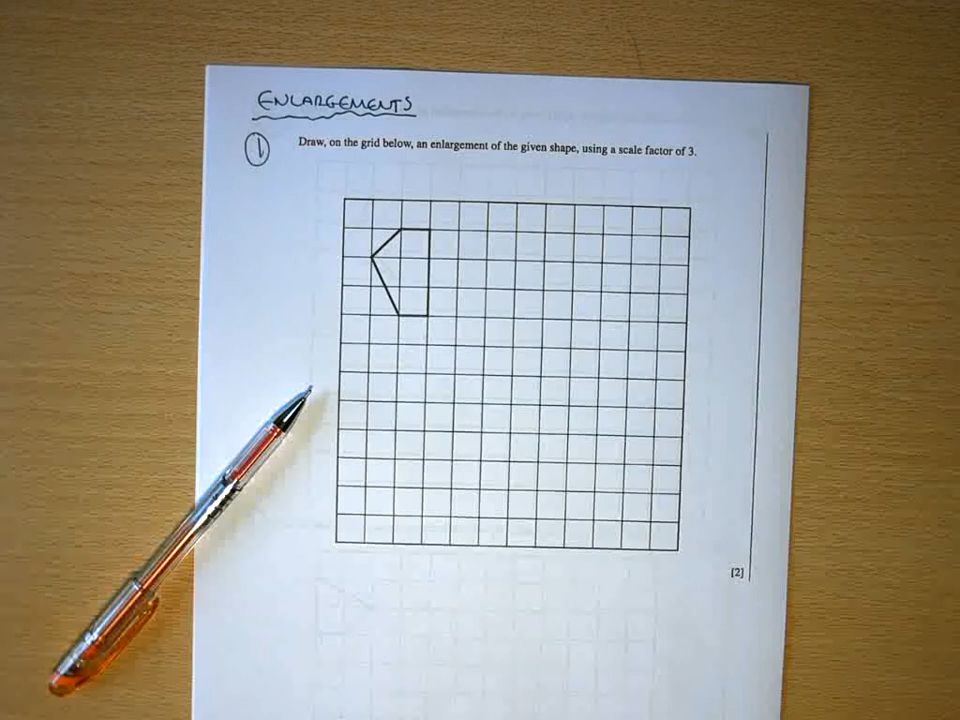 ENLARGEMENTS
1 Draw, on the grid below, an enlargement of the given shape, using a scale factor of 3.
[2]